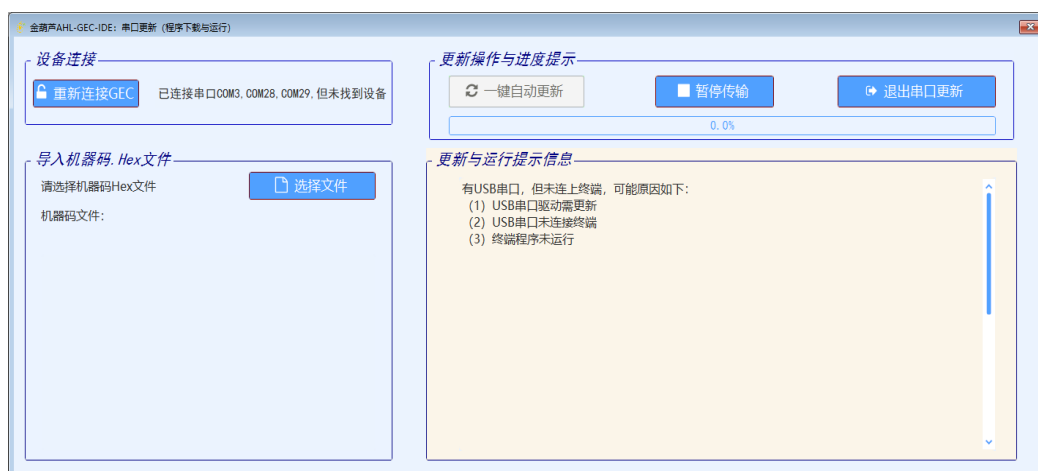 金葫芦AHL-GEC-IDE：串口更新（程序下载与运行）
设备连接
重新连接GEC
已连接串口COM3,COM28,COM29,但未找到设备
更新操作与进度提示
一键自动更新
暂停传输
退出串口更新
0.0%
导入机器码.Hex文件
请选择机器码Hex文件
选择文件
机器码文件：
更新与运行提示信息
有USB串口，但未连上终端，可能原因如下：
（1）USB串口驱动需更新
（2）USB串口未连接终端
（3）终端程序未运行